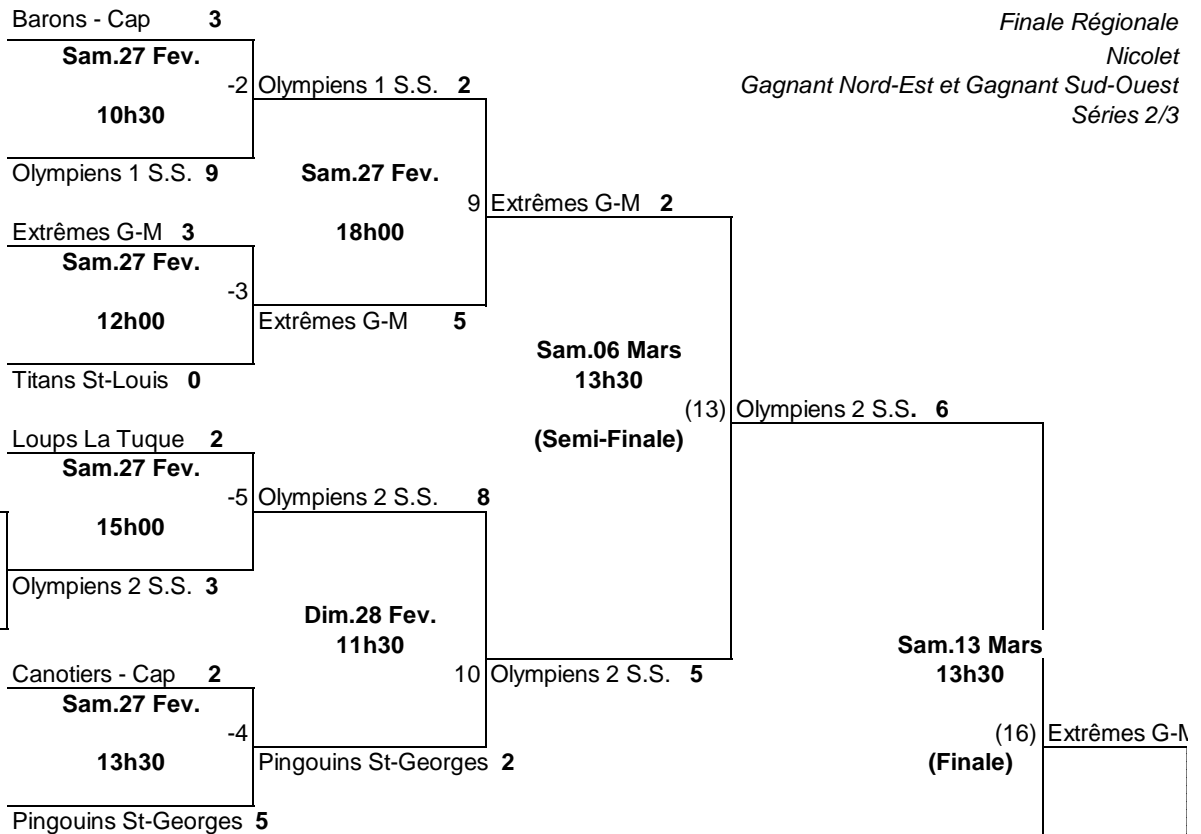 Barons - Cap 3
Finale Régionale
Sam.27 Fev.
Nicolet
-2 Olympiens 1 S.S. 2
Gagnant Nord-Est et Gagnant Sud-Ouest
10h30
Séries 2/3
Olympiens 1 S.S. 9
Sam.27 Fev.
9 Extrêmes G-M 2
Extrêmes G-M 3
18h00
Sam.27 Fev.
-3
12h00
Extrêmes G-M 5
Sam.06 Mars
Titans St-Louis 0
13h30
(13) Olympiens 2 S.S. 6
Loups La Tuque 2
(Semi-Finale)
Sam.27 Fev.
-5 Olympiens 2 S.S. 8
15h00
Olympiens 2 S.S. 3
Dim.28 Fev.
11h30
Sam.13 Mars
Canotiers - Cap 2
10 Olympiens 2 S.S. 5
13h30
Sam.27 Fev.
-4
(16) Extrêmes G-M
13h30
Pingouins St-Georges 2
(Finale)
Pingouins St-Georges 5